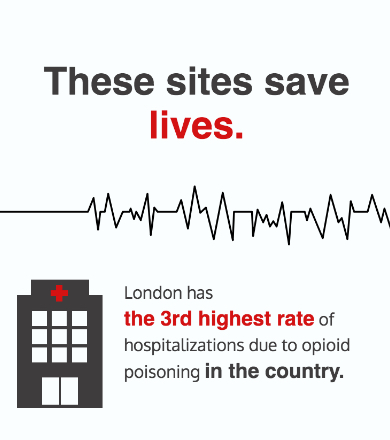 These sites save
lives.
London has
the 3rd highest rate of
hospitalizations due to opioid
poisoning in the country.